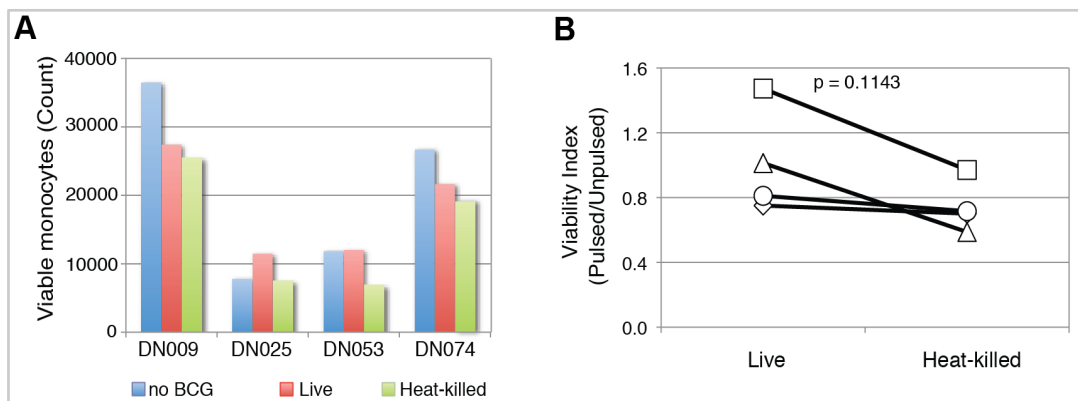 A
Viable monocytes (Count)
40000
30000
20000
10000
0
DN009 DN025 DN053 DN074
no BCG Live Heat-killed
B
Viability Index
(Pulsed/Unpulsed)
1.6
1.2
0.8
0.4
0.0
p = 0.1143
Live Heat-killed